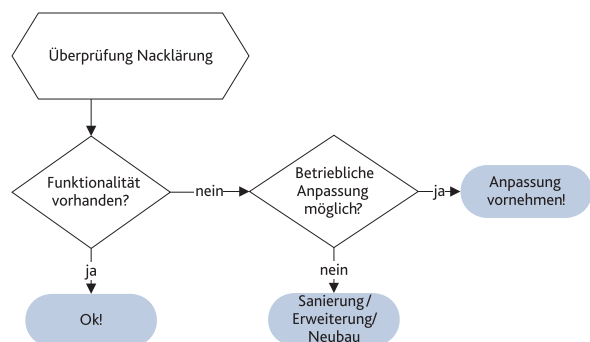 Überprüfung Nacklärung
Funktionalität
vorhanden?
nein
Betriebliche
Anpassung
möglich?
ja
Anpassung
vornehmen!
ja
nein
Ok!
Sanierung/
Erweiterung/
Neubau